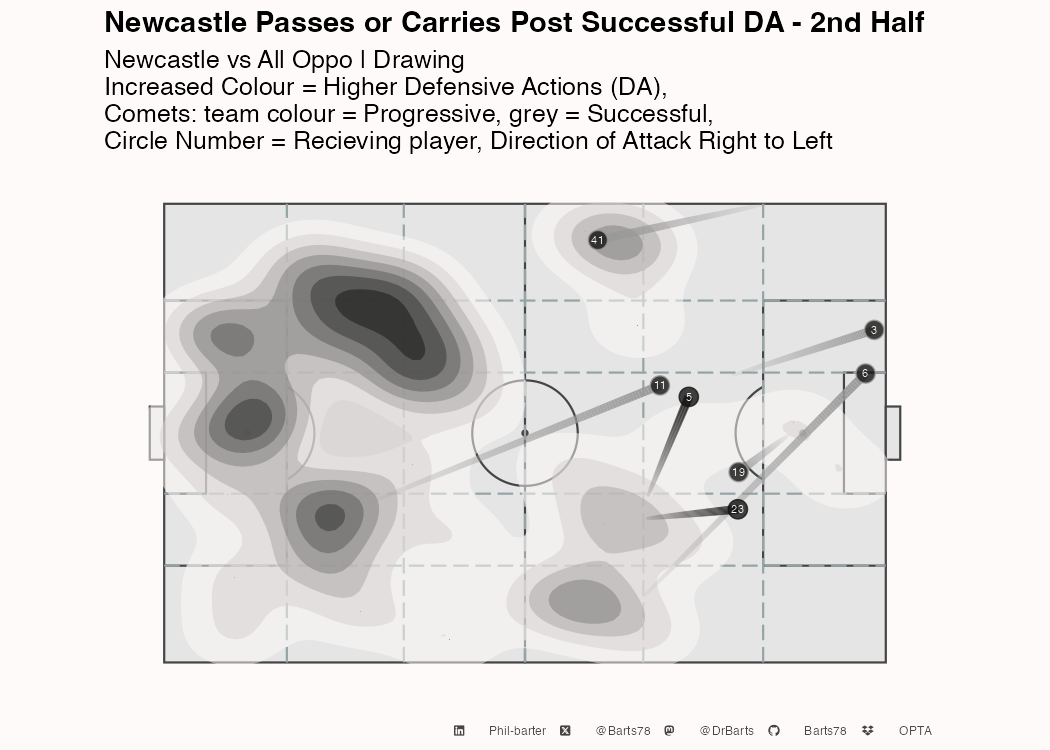 Newcastle Passes or Carries Post Successful DA - 2nd Half
Newcastle vs All Oppo | Drawing
Increased Colour = Higher Defensive Actions (DA),
Comets: team colour = Progressive, grey = Successful,
Circle Number = Recieving player, Direction of Attack Right to Left
41
3
6
11
5
19
23
Phil-barter @Barts78 @DrBarts Barts78 OPTA